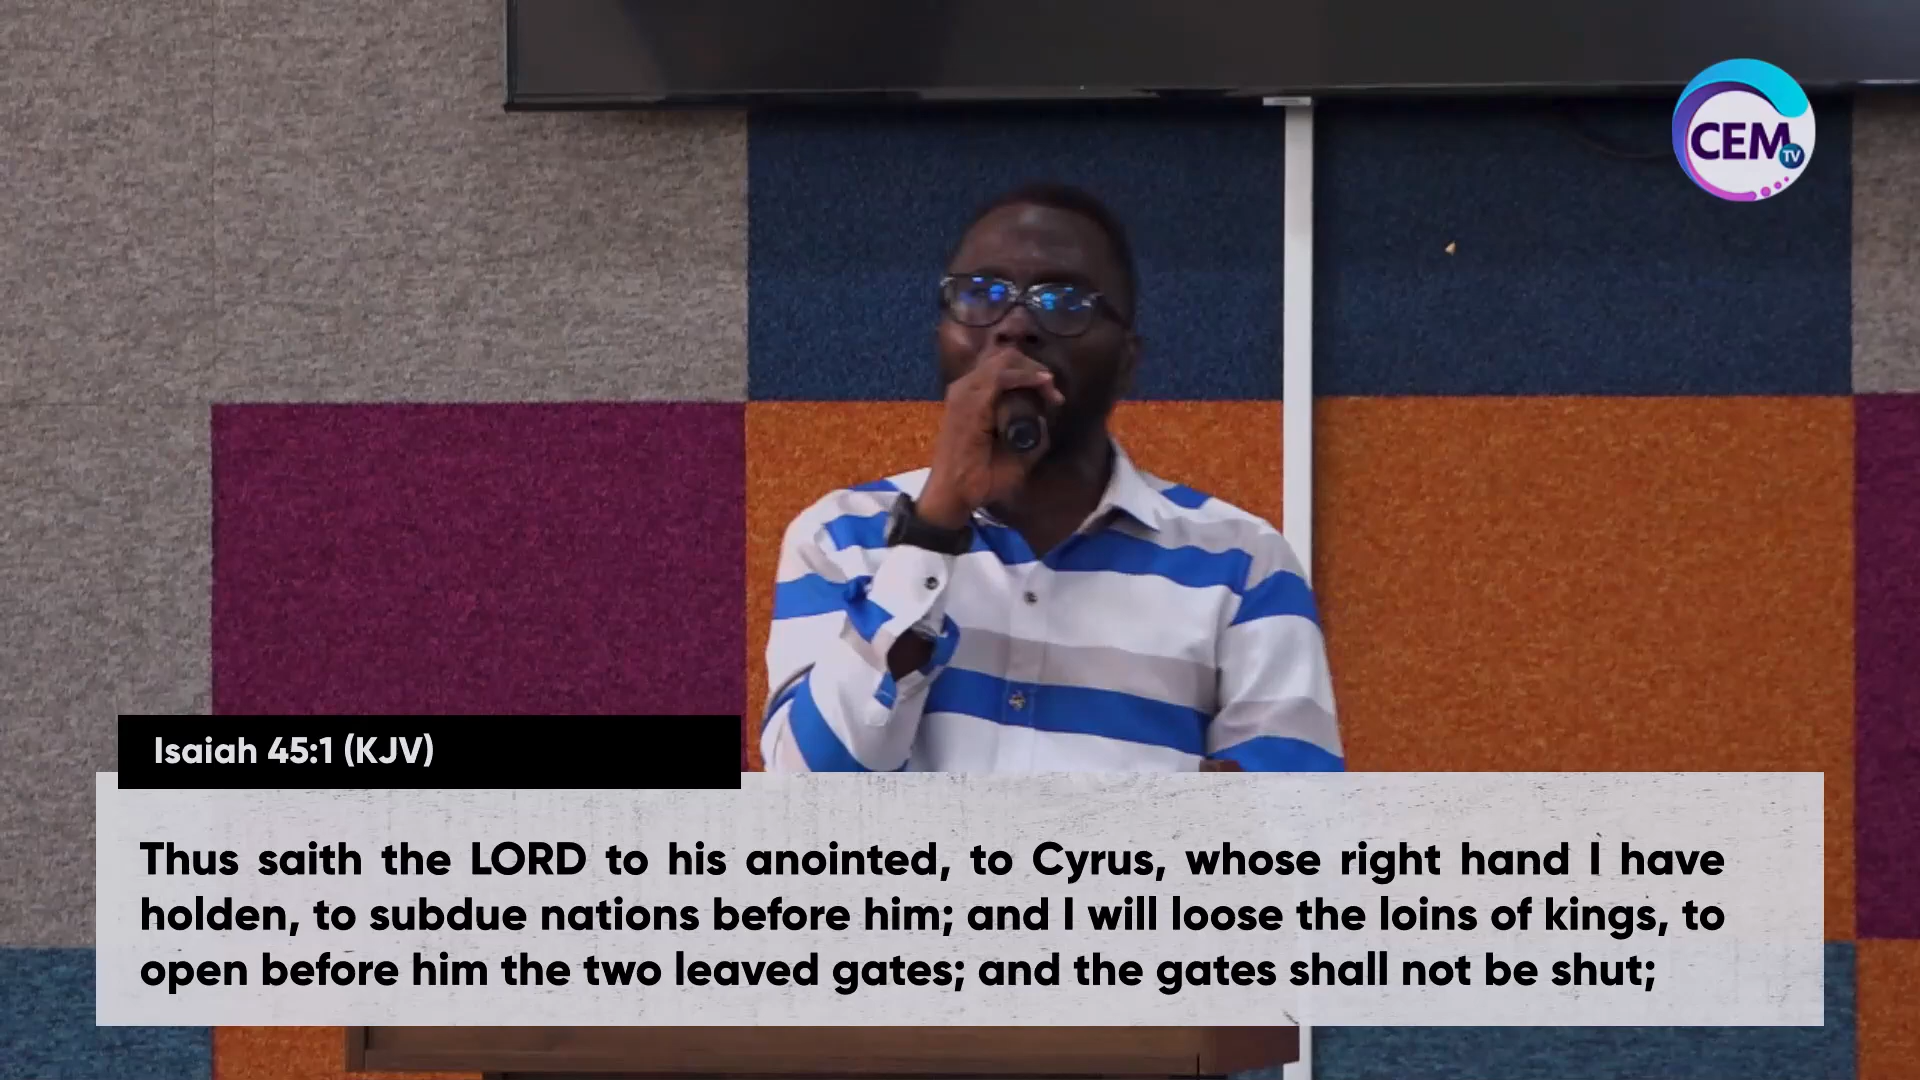 CEM
TV
Isaiah 45:1 (KJV)
Thus saith the LORD to his anointed, to Cyrus, whose right hand I have
holden, to subdue nations before him; and I will loose the loins of kings, to
open before him the two leaved gates; and the gates shall not be shut;